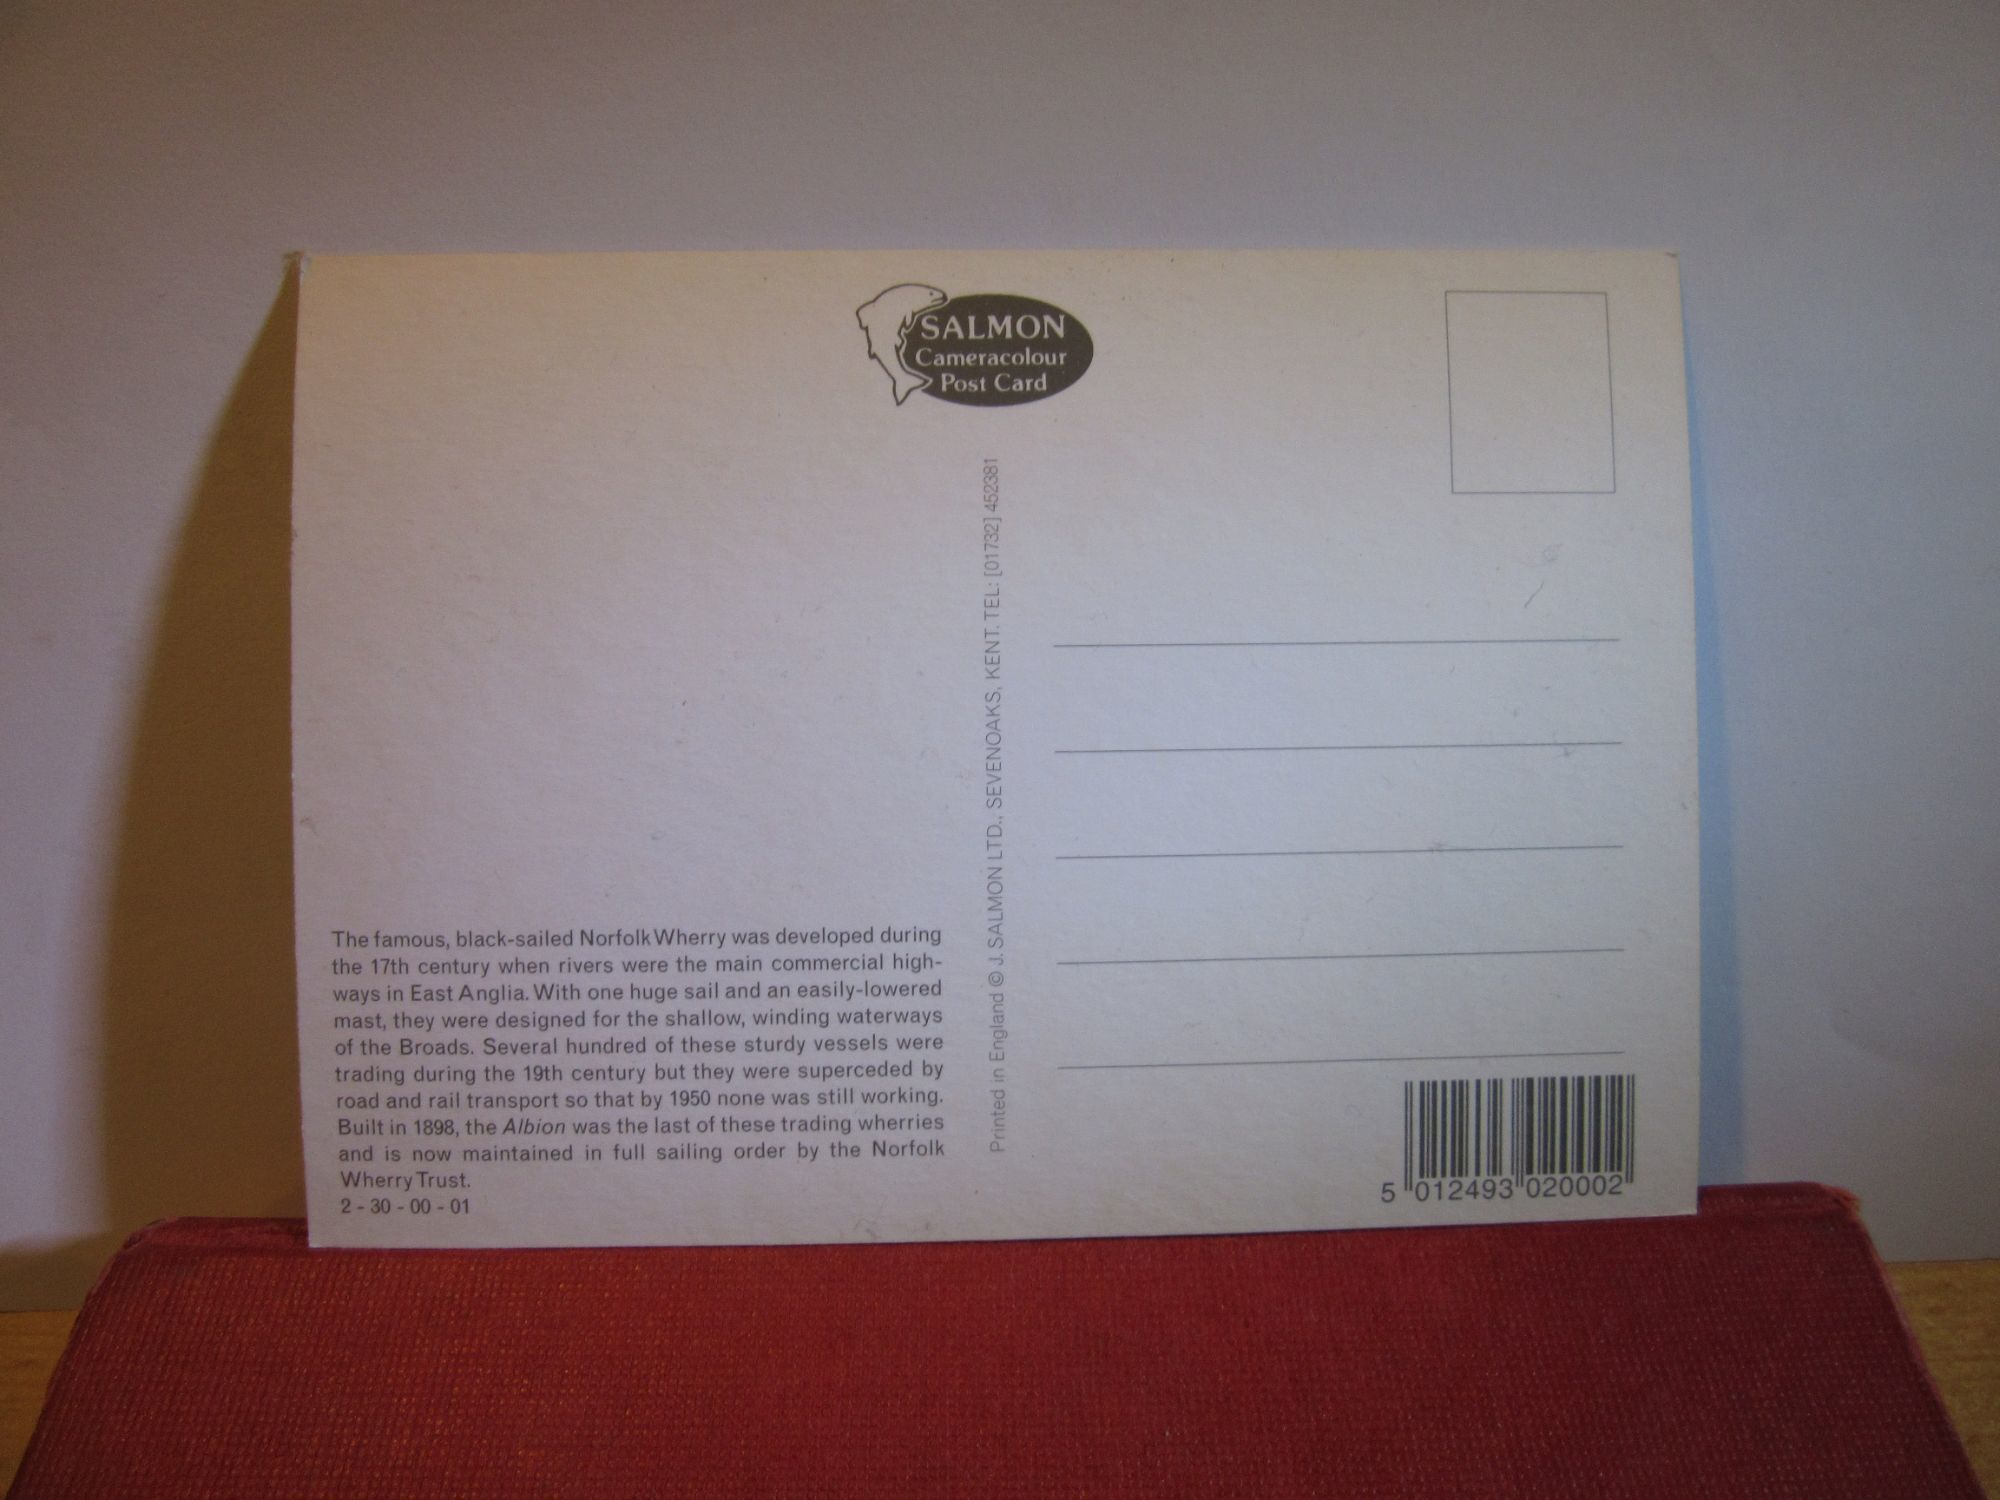 SALMON
Cameracolour
Post Card
The famous, black-sailed Norfolk Wherry was developed during
the 17th century when rivers were the main commercial high-
ways in East Anglia. With one huge sail and an easily-lowered
mast, they were designed for the shallow, winding waterways
of the Broads. Several hundred of these sturdy vessels were
trading during the 19th century but they were superceded by
road and rail transport so that by 1950 none was still working.
Built in 1898, the Albion was the last of these trading wherries
and is now maintained in full sailing order by the Norfolk
Wherry Trust.
2 - 30 - 00 - 01
Printed in England © J. SALMON LTD., SEVENOAKS, KENT. TEL: [01732] 452381
5 012493 020002